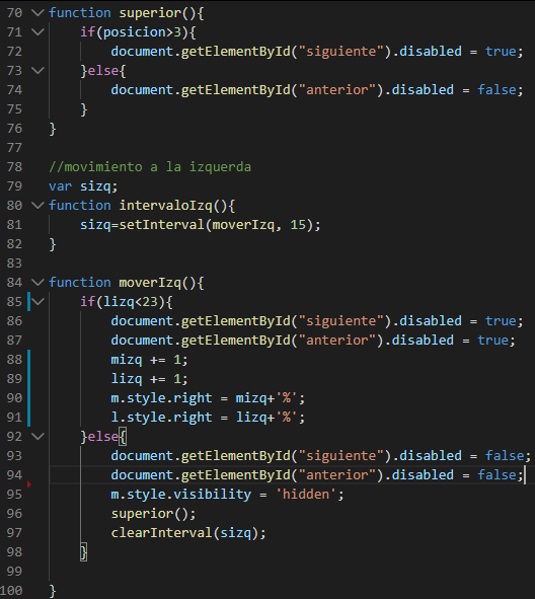 70 function superior(){
71 if(posicion>3){
72 document.getElementById("siguiente").disabled = true;
73 }else{
74 document.getElementById("anterior").disabled = false;
75 }
76 }
77
78 //movimiento a la izquerda
79 var sizq;
80 function intervaloIzq(){
81 sizq=setInterval(moverIzq, 15);
82 }
83
84 function moverIzq(){
85 if(lizq<23){
86 document.getElementById("siguiente").disabled = true;
87 document.getElementById("anterior").disabled = true;
88 mizq += 1;
89 lizq += 1;
90 m.style.right = mizq+'%';
91 l.style.right = lizq+'%';
92 }else{
93 document.getElementById("siguiente").disabled = false;
94 document.getElementById("anterior").disabled = false;
95 m.style.visibility = 'hidden';
96 superior();
97 clearInterval(sizq);
98 }
99
100 }